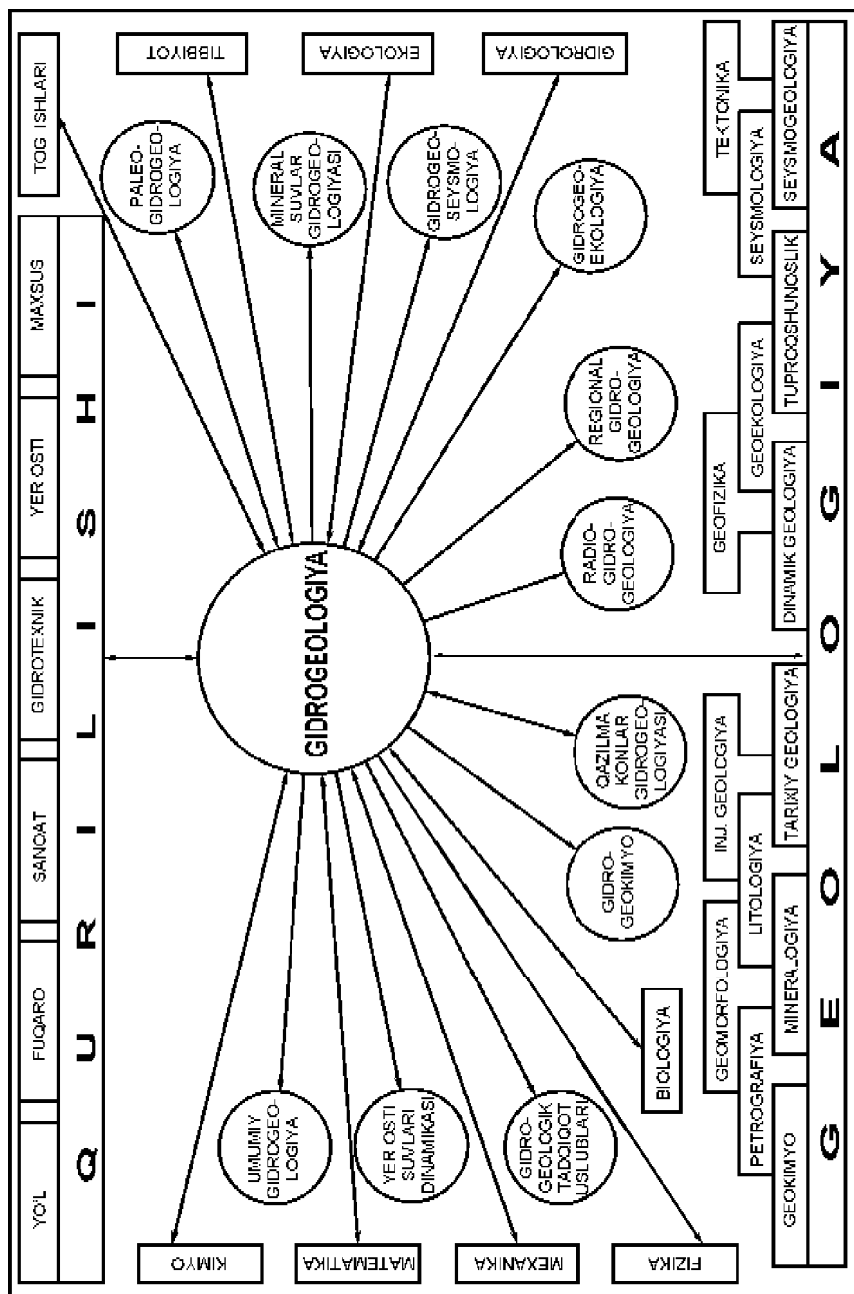 YO'L
FUQARO
SANOAT
GIDROTEXNIK
YER OSTI
MAXSUS
TOG ISHLARI
QURILISHI
KIMYO
MATEMATIKA
MEXANIKA
FIZIKA
UMUMIY
GIDROGEO-
LOGIYA
YER OSTI
SUVLARI
DINAMIKASI
GIDRO-
GEOLOGIK
TADQIQOT
USLUBLARI
BIOLOGIYA
GIDROGEOLOGIYA
GIDRO-
GEOKIMYO
QAZILMA
KONLAR
GIDROGEO-
LOGIYASI
RADIO-
GIDRO-
GEOLOGIYA
REGIONAL
GIDRO-
GEOLOGIYA
PALEO-
GIDROGEO-
LOGIYA
MINERAL
SUVLAR
GIDROGEO-
LOGIYASI
GIDROGEO-
SEYSMO-
LOGIYA
GIDROGEO-
EKOLOGIYA
TIBBIYOT
EKOLOGIYA
GIDROLOGIYA
GEOMORFOLOGIYA
INJ. GEOLOGIYA
GEOFIZIKA
TEKTONIKA
PETROGRAFIYA
LITOLOGIYA
GEOEKOLOGIYA
SEYSMOLOGIYA
GEOKIMYO
MINERALOGIYA
TARIXIY GEOLOGIYA
DINAMIK GEOLOGIYA
TUPROQSHUNOSLIK
SEYSMOGEOLOGIYA
GEOLOGIYA